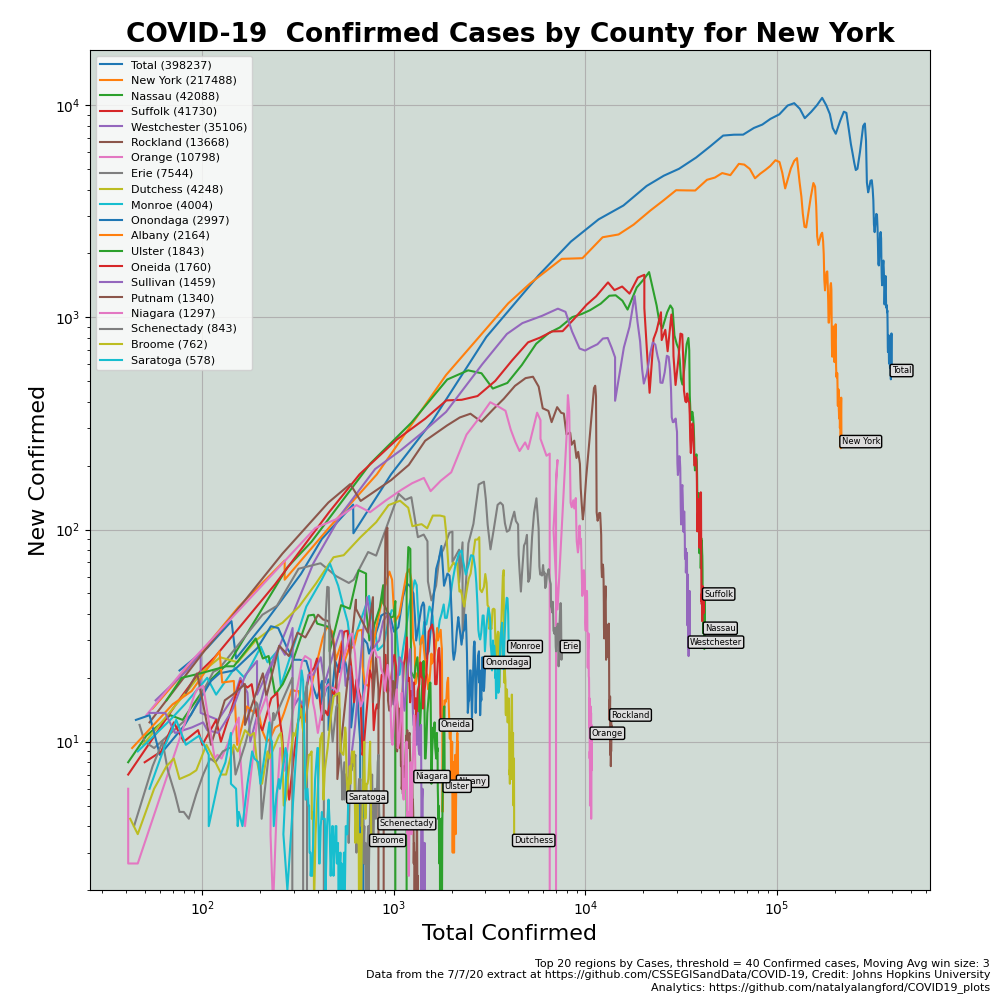 COVID-19  Confirmed Cases by County for New York
Total (398237)
New York (217488)
Nassau (42088)
Suffolk (41730)
Westchester (35106)
Rockland (13668)
Orange (10798)
Erie (7544)
Dutchess (4248)
Monroe (4004)
Onondaga (2997)
Albany (2164)
Ulster (1843)
Oneida (1760)
Sullivan (1459)
Putnam (1340)
Niagara (1297)
Schenectady (843)
Broome (762)
Saratoga (578)
10⁴
10³
10²
10¹
New Confirmed
Total
New York
Suffolk
Nassau
Westchester
Monroe
Erie
Onondaga
Rockland
Oneida
Orange
Niagara
Albany
Ulster
Saratoga
Schenectady
Broome
Dutchess
10²
10³
10⁴
10⁵
Total Confirmed
Top 20 regions by Cases, threshold = 40 Confirmed cases, Moving Avg win size: 3
Data from the 7/7/20 extract at https://github.com/CSSEGISandData/COVID-19, Credit: Johns Hopkins University
Analytics: https://github.com/natalyalangford/COVID19_plots